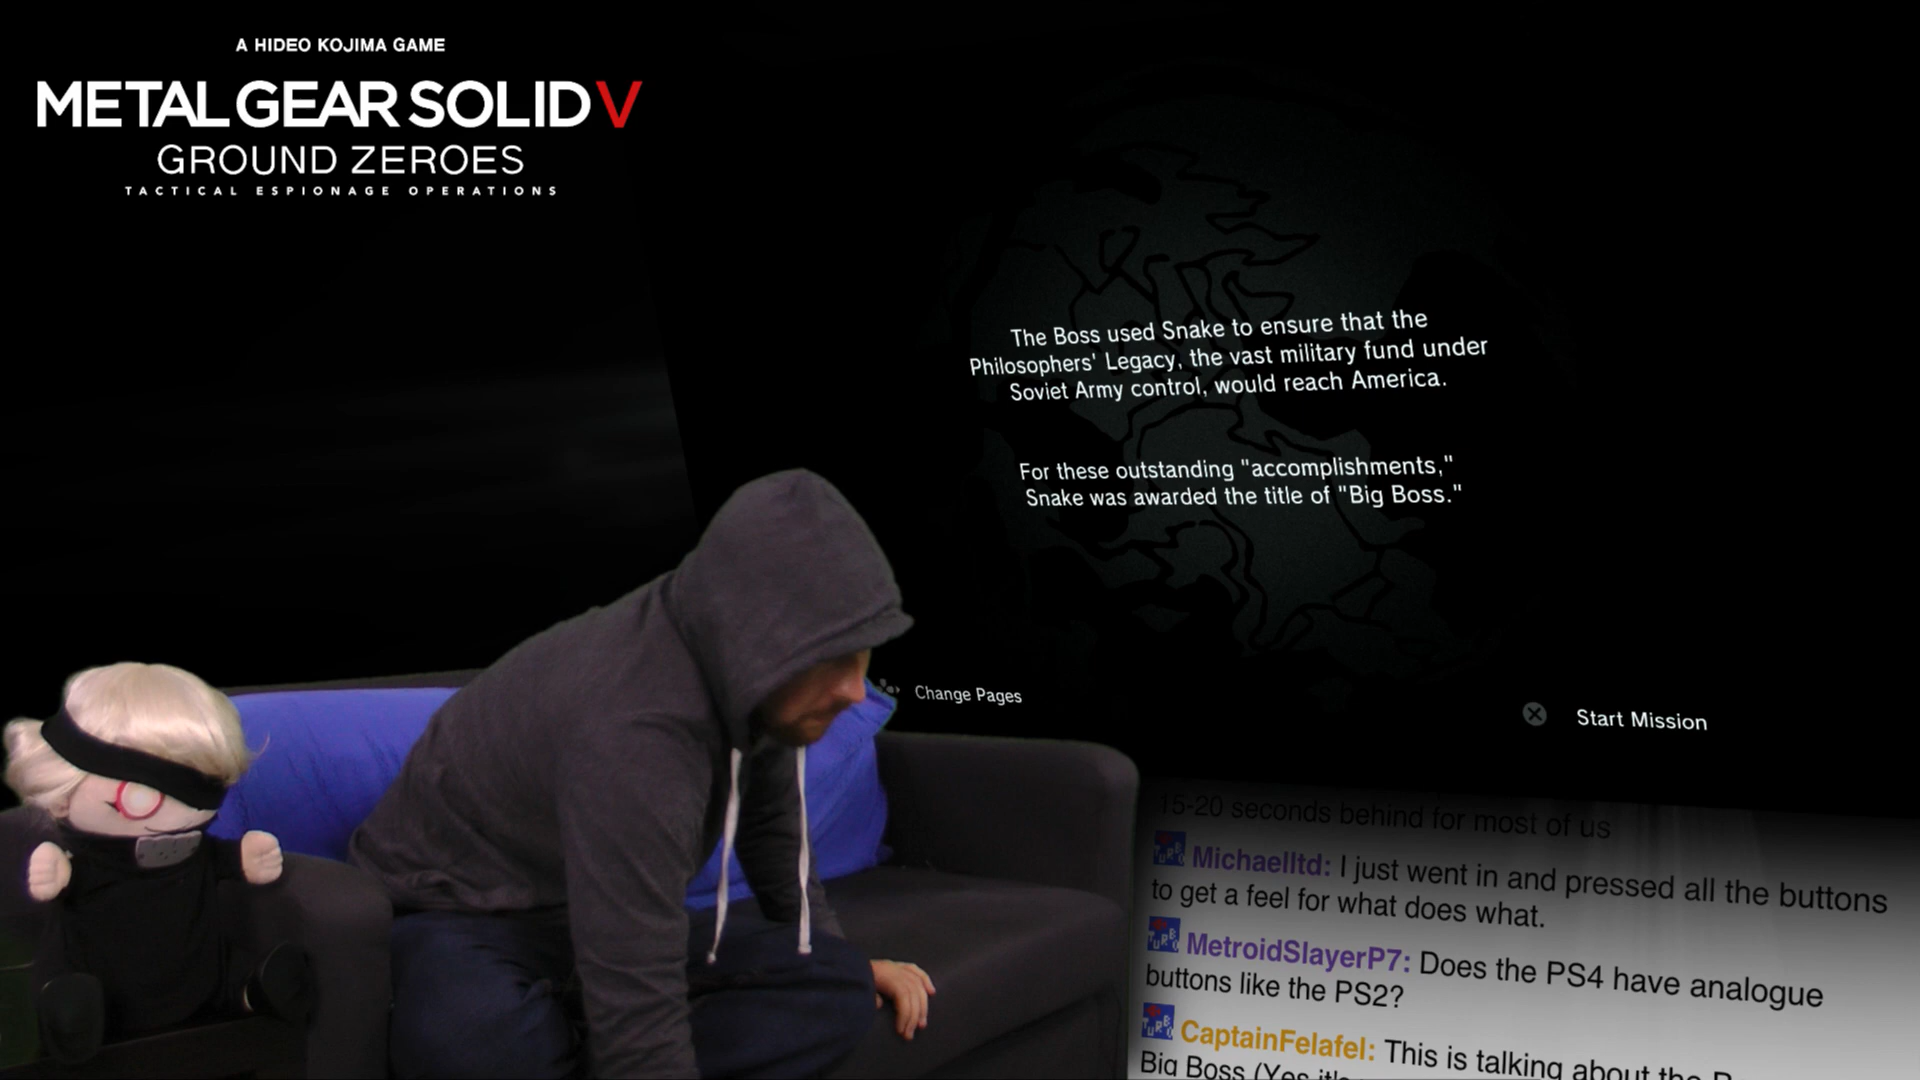 A HIDEO KOJIMA GAME
METAL GEAR SOLID V
GROUND ZEROES
TACTICAL ESPIONAGE OPERATIONS
The Boss used Snake to ensure that the
Philosophers' Legacy, the vast military fund under
Soviet Army control, would reach America.
For these outstanding "accomplishments,"
Snake was awarded the title of "Big Boss."
Change Pages
Start Mission
15-20 seconds behind for most of us
Michaelltd: I just went in and pressed all the buttons
to get a feel for what does what.
MetroidSlayerP7: Does the PS4 have analogue
buttons like the PS2?
CaptainFelafel: This is talking about the
Big Boss (Yes it's